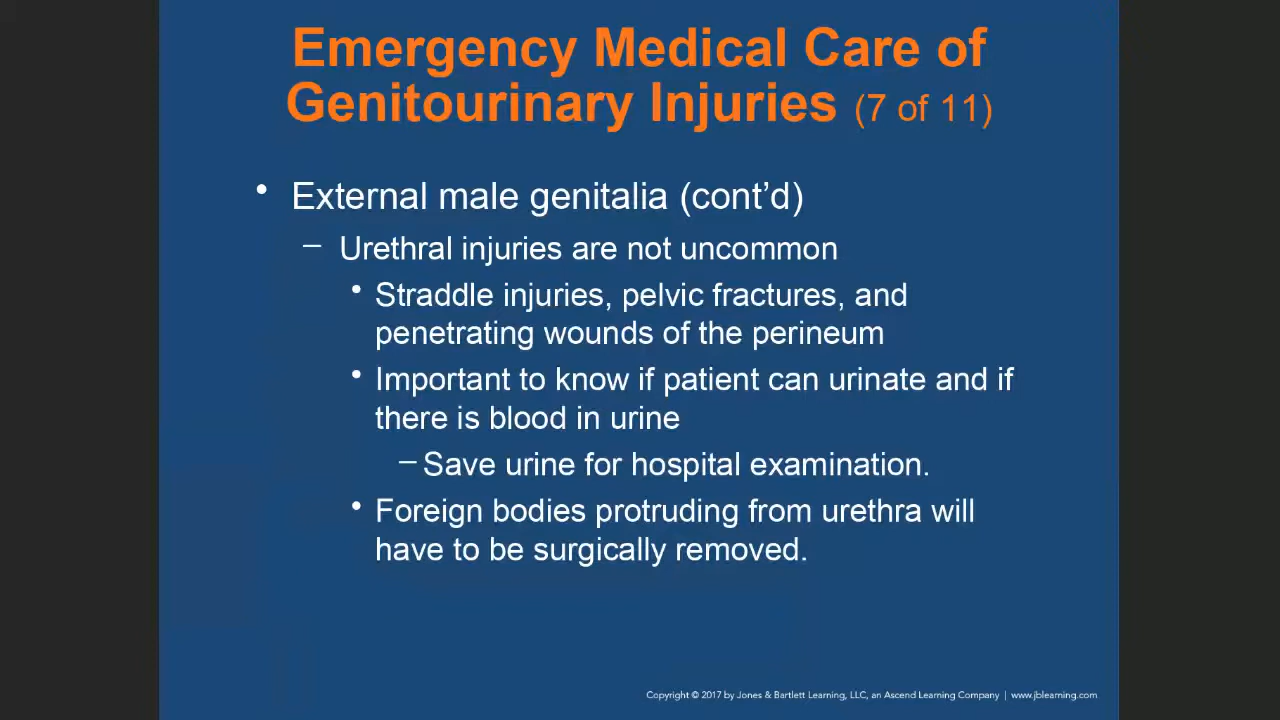 Emergency Medical Care of
Genitourinary Injuries (7 of 11)
• External male genitalia (cont’d)
– Urethral injuries are not uncommon
• Straddle injuries, pelvic fractures, and
penetrating wounds of the perineum
• Important to know if patient can urinate and if
there is blood in urine
– Save urine for hospital examination.
• Foreign bodies protruding from urethra will
have to be surgically removed.
Copyright © 2017 by Jones & Bartlett Learning, LLC, an Ascend Learning Company | www.jblearning.com